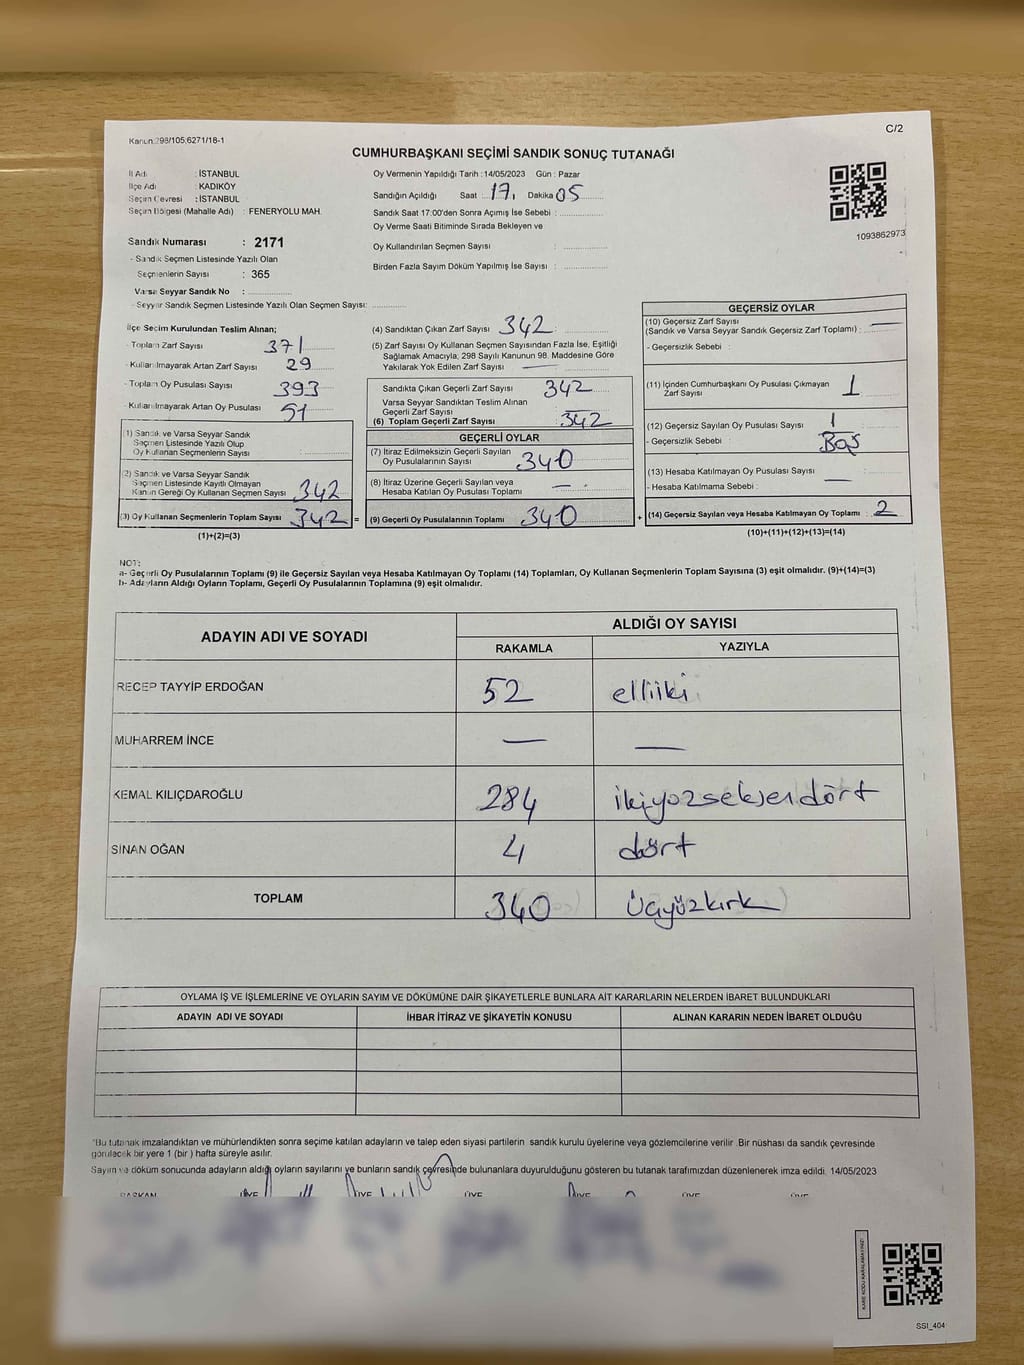 Kanun:298/105,6271/18-1
C/2
CUMHURBAŞKANI SEÇİMİ SANDIK SONUÇ TUTANAĞI
İl Adı : İSTANBUL
İlçe Adı : KADIKÖY
Seçim Çevresi : İSTANBUL
Seçim Bölgesi (Mahalle Adı) : FENERYOLU MAH.
Sandık Numarası : 2171
- Sandık Seçmen Listesinde Yazılı Olan
Seçmenlerin Sayısı : 365
Varsa Seyyar Sandık No :
- Seyyar Sandık Seçmen Listesinde Yazılı Olan Seçmen Sayısı:
Oy Vermenin Yapıldığı Tarih : 14/05/2023 Gün : Pazar
Sandığın Açıldığı Saat : 17, Dakika 05
Sandık Saat 17:00'den Sonra Açılmış İse Sebebi :
Oy Verme Saati Bitiminde Sırada Bekleyen ve
Oy Kullandırılan Seçmen Sayısı :
Birden Fazla Sayım Döküm Yapılmış İse Sayısı :
1093862973
İlçe Seçim Kurulundan Teslim Alınan;
- Toplam Zarf Sayısı 371
- Kullanılmayarak Artan Zarf Sayısı 29
- Toplam Oy Pusulası Sayısı 393
- Kullanılmayarak Artan Oy Pusulası 51
(1) Sandık ve Varsa Seyyar Sandık
Seçmen Listesinde Yazılı Olup
Oy Kullanan Seçmenlerin Sayısı :
(2) Sandık ve Varsa Seyyar Sandık
Seçmen Listesinde Kayıtlı Olmayan
Kanun Gereği Oy Kullanan Seçmen Sayısı 342
(3) Oy Kullanan Seçmenlerin Toplam Sayısı 342 =
(1)+(2)=(3)
(4) Sandıktan Çıkan Zarf Sayısı 342
(5) Zarf Sayısı Oy Kullanan Seçmen Sayısından Fazla İse, Eşitliği
Sağlamak Amacıyla, 298 Sayılı Kanunun 98. Maddesine Göre
Yakılarak Yok Edilen Zarf Sayısı : —
Sandıkta Çıkan Geçerli Zarf Sayısı 342
Varsa Seyyar Sandıktan Teslim Alınan
Geçerli Zarf Sayısı —
(6) Toplam Geçerli Zarf Sayısı 342
GEÇERLİ OYLAR
(7) İtiraz Edilmeksizin Geçerli Sayılan
Oy Pusulalarının Sayısı 340
(8) İtiraz Üzerine Geçerli Sayılan veya
Hesaba Katılan Oy Pusulası Toplamı —
(9) Geçerli Oy Pusulalarının Toplamı 340 +
GEÇERSİZ OYLAR
(10) Geçersiz Zarf Sayısı
(Sandık ve Varsa Seyyar Sandık Geçersiz Zarf Toplamı) : —
- Geçersizlik Sebebi :
(11) İçinden Cumhurbaşkanı Oy Pusulası Çıkmayan
Zarf Sayısı 1
(12) Geçersiz Sayılan Oy Pusulası Sayısı 1
- Geçersizlik Sebebi : Boş
(13) Hesaba Katılmayan Oy Pusulası Sayısı —
- Hesaba Katılmama Sebebi :
(14) Geçersiz Sayılan veya Hesaba Katılmayan Oy Toplamı : 2
(10)+(11)+(12)+(13)=(14)
NOT:
a- Geçerli Oy Pusulalarının Toplamı (9) ile Geçersiz Sayılan veya Hesaba Katılmayan Oy Toplamı (14) Toplamları, Oy Kullanan Seçmenlerin Toplam Sayısına (3) eşit olmalıdır. (9)+(14)=(3)
b- Adayların Aldığı Oyların Toplamı, Geçerli Oy Pusulalarının Toplamına (9) eşit olmalıdır.
ADAYIN ADI VE SOYADI
ALDIĞI OY SAYISI
RAKAMLA YAZIYLA
RECEP TAYYİP ERDOĞAN 52 elliiki
MUHARREM İNCE — —
KEMAL KILIÇDAROĞLU 284 ikiyüzseksendört
SİNAN OĞAN 4 dört
TOPLAM 340 üçyüzkırk
OYLAMA İŞ VE İŞLEMLERİNE VE OYLARIN SAYIM VE DÖKÜMÜNE DAİR ŞİKAYETLERLE BUNLARA AİT KARARLARIN NELERDEN İBARET BULUNDUKLARI
ADAYIN ADI VE SOYADI İHBAR İTİRAZ VE ŞİKAYETİN KONUSU ALINAN KARARIN NEDEN İBARET OLDUĞU
*Bu tutanak imzalandıktan ve mühürlendikten sonra seçime katılan adayların ve talep eden siyasi partilerin sandık kurulu üyelerine veya gözlemcilerine verilir. Bir nüshası da sandık çevresinde
görülecek bir yere 1 (bir) hafta süreyle asılır.
Sayım ve döküm sonucunda adayların aldığı oyların sayılarını ve bunların sandık çevresinde bulunanlara duyurulduğunu gösteren bu tutanak tarafımızdan düzenlenerek imza edildi. 14/05/2023
BAŞKAN ÜYE ÜYE ÜYE ÜYE ÜYE ÜYE
KARE KODU KARALAMAYINIZ!
SSI_404